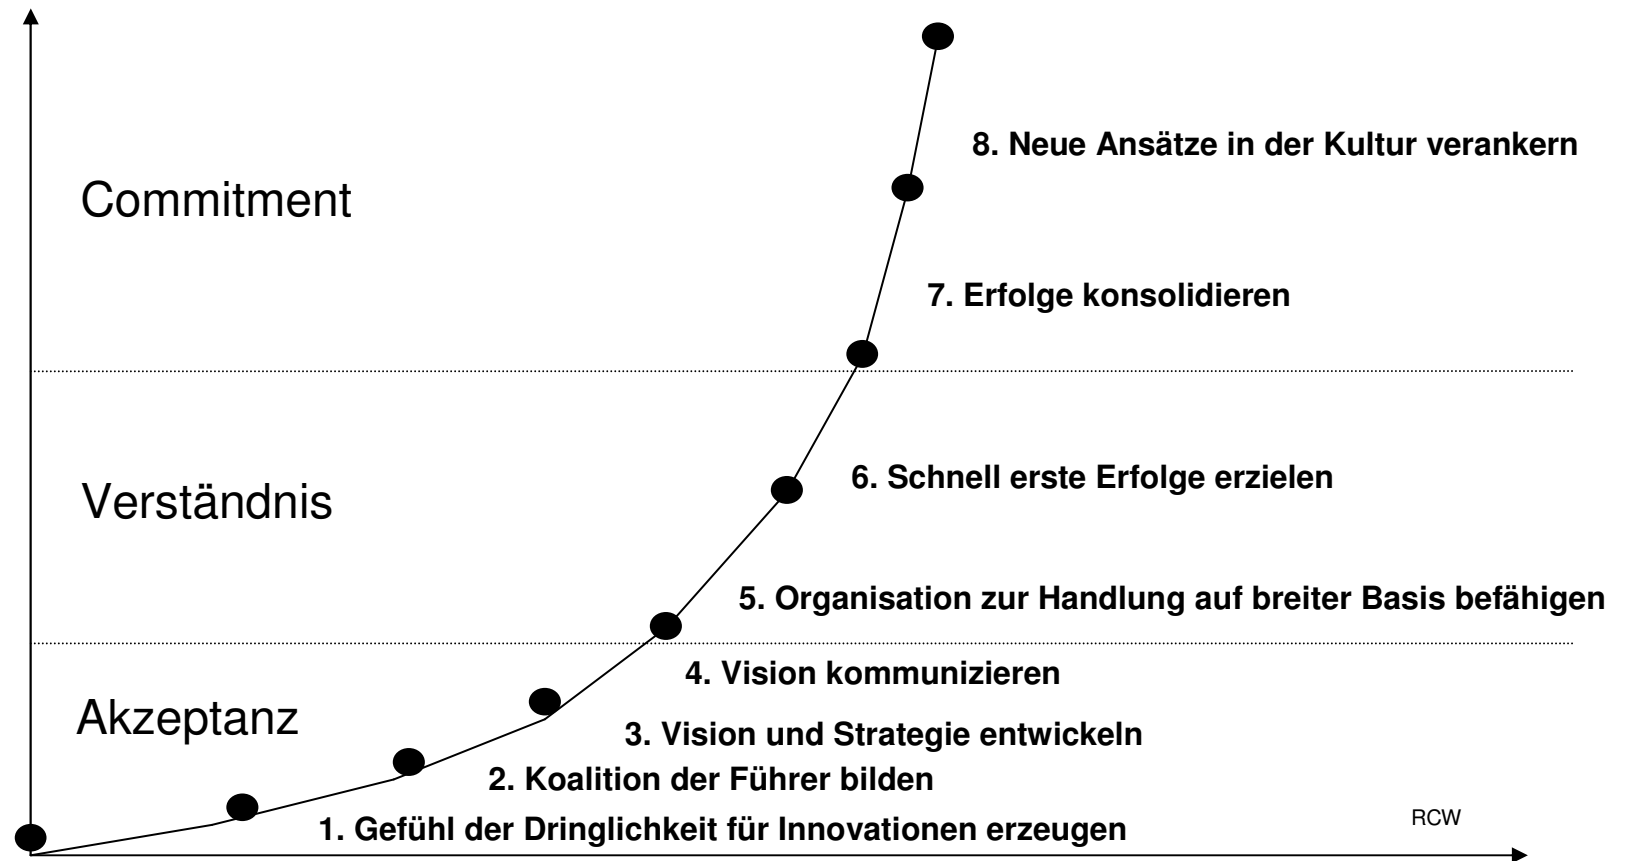 8. Neue Ansätze in der Kultur verankern
Commitment
7. Erfolge konsolidieren
6. Schnell erste Erfolge erzielen
Verständnis
5. Organisation zur Handlung auf breiter Basis befähigen
4. Vision kommunizieren
Akzeptanz
3. Vision und Strategie entwickeln
2. Koalition der Führer bilden
RCW
1. Gefühl der Dringlichkeit für Innovationen erzeugen